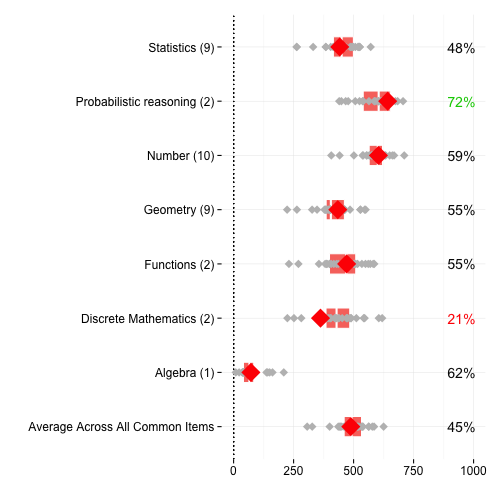 Statistics (9) 48%
Probabilistic reasoning (2) 72%
Number (10) 59%
Geometry (9) 55%
Functions (2) 55%
Discrete Mathematics (2) 21%
Algebra (1) 62%
Average Across All Common Items 45%
0 250 500 750 1000